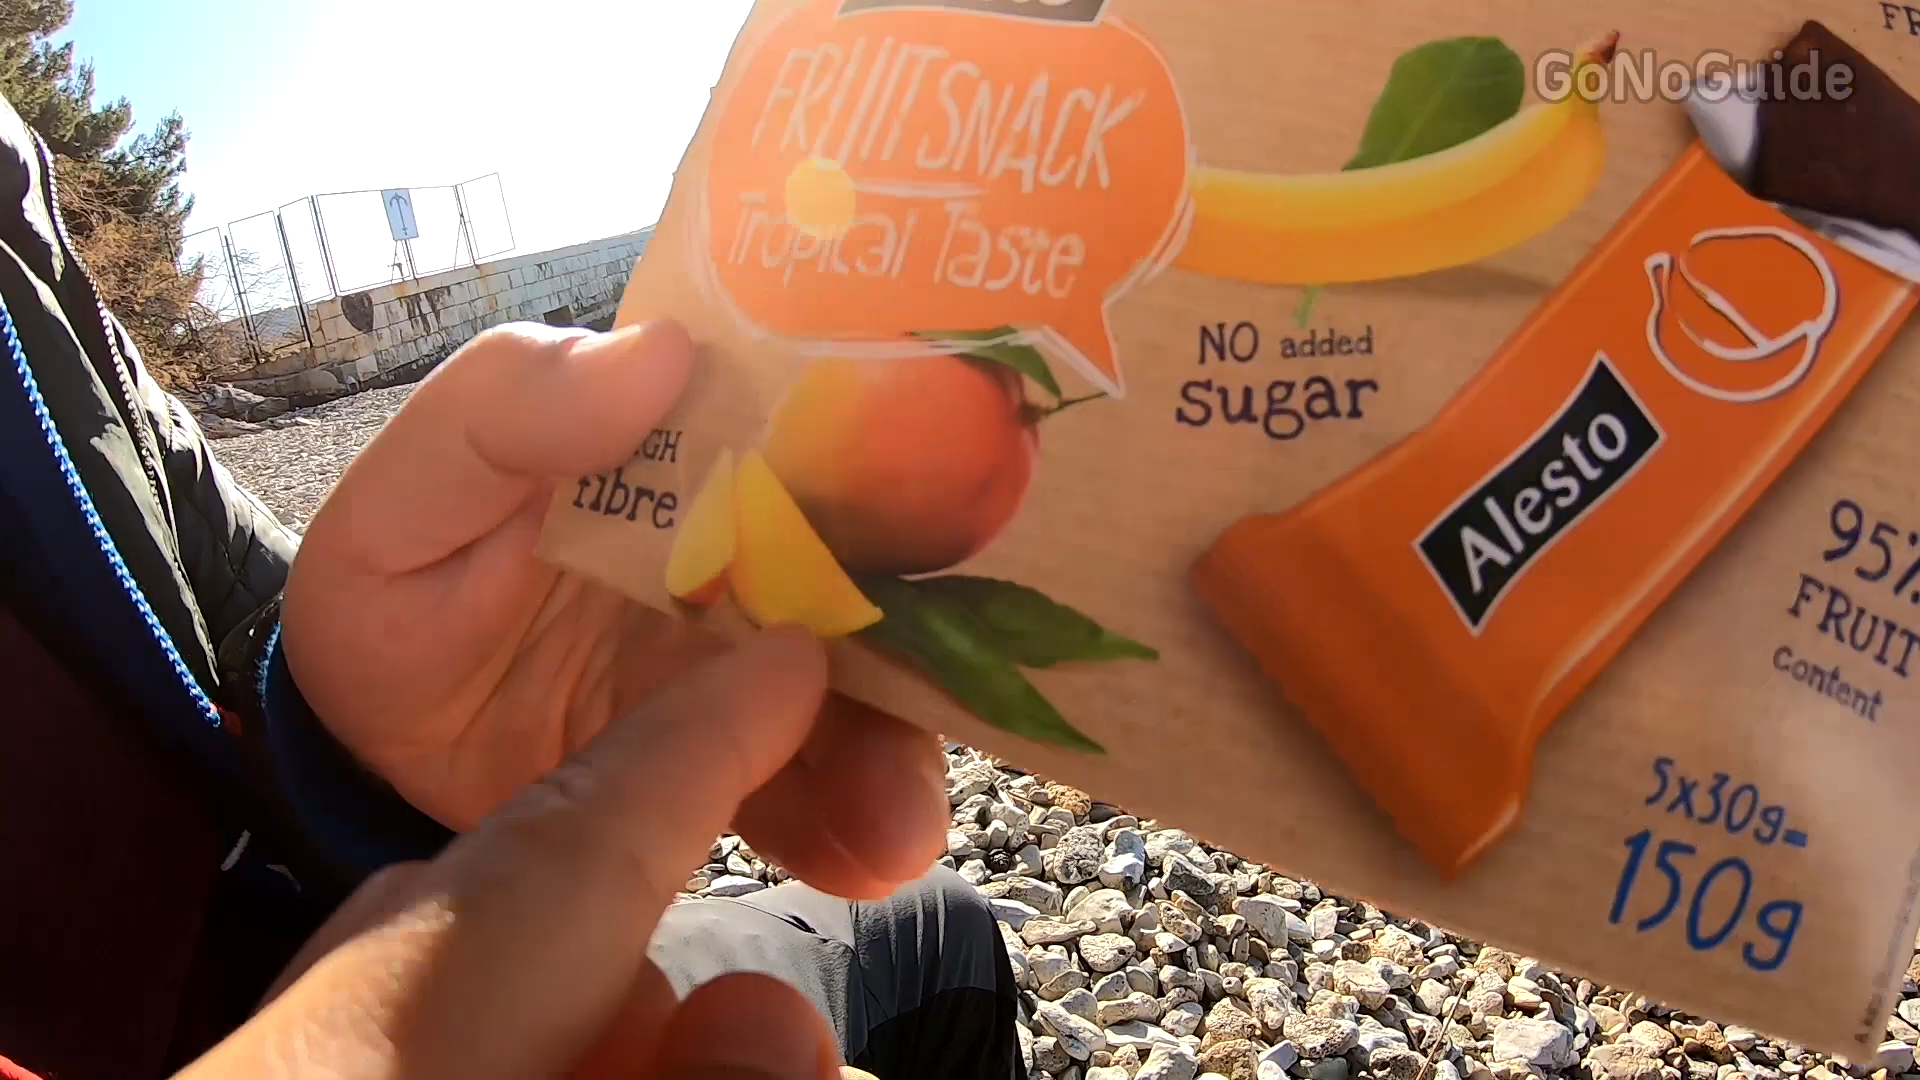 GoNoGuide
FRUIT SNACK
Tropical Taste
NO added
sugar
fibre
Alesto
95%
FRUIT
content
5x30g=
150g